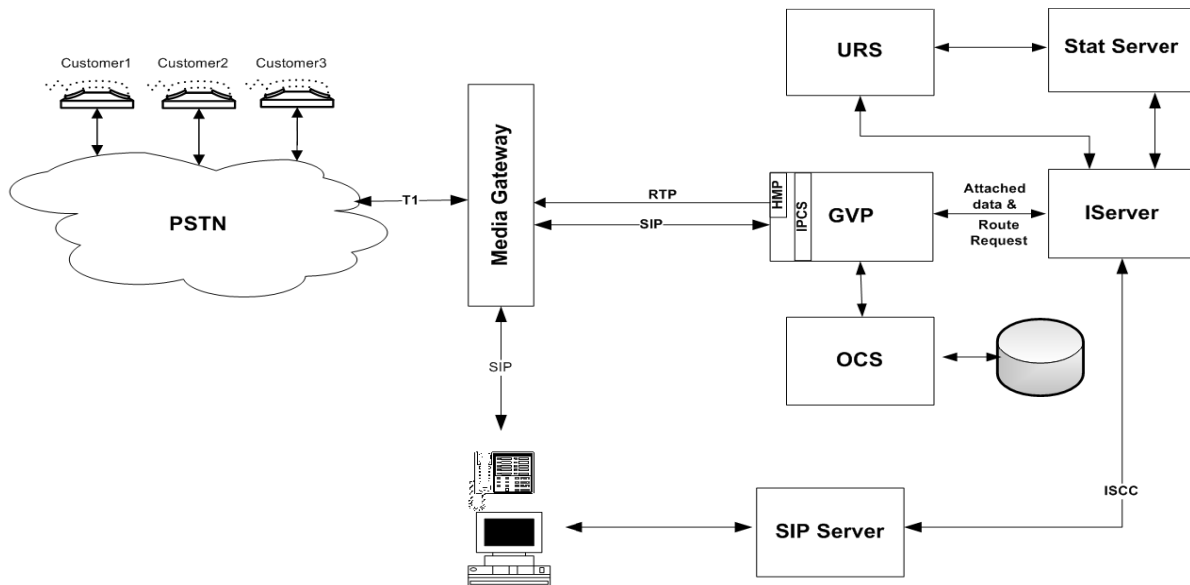 Customer1
Customer2
Customer3
PSTN
T1
Media Gateway
RTP
SIP
HMP
IPCS
GVP
URS
Stat Server
Attached
data &
Route
Request
IServer
OCS
SIP
SIP Server
ISCC